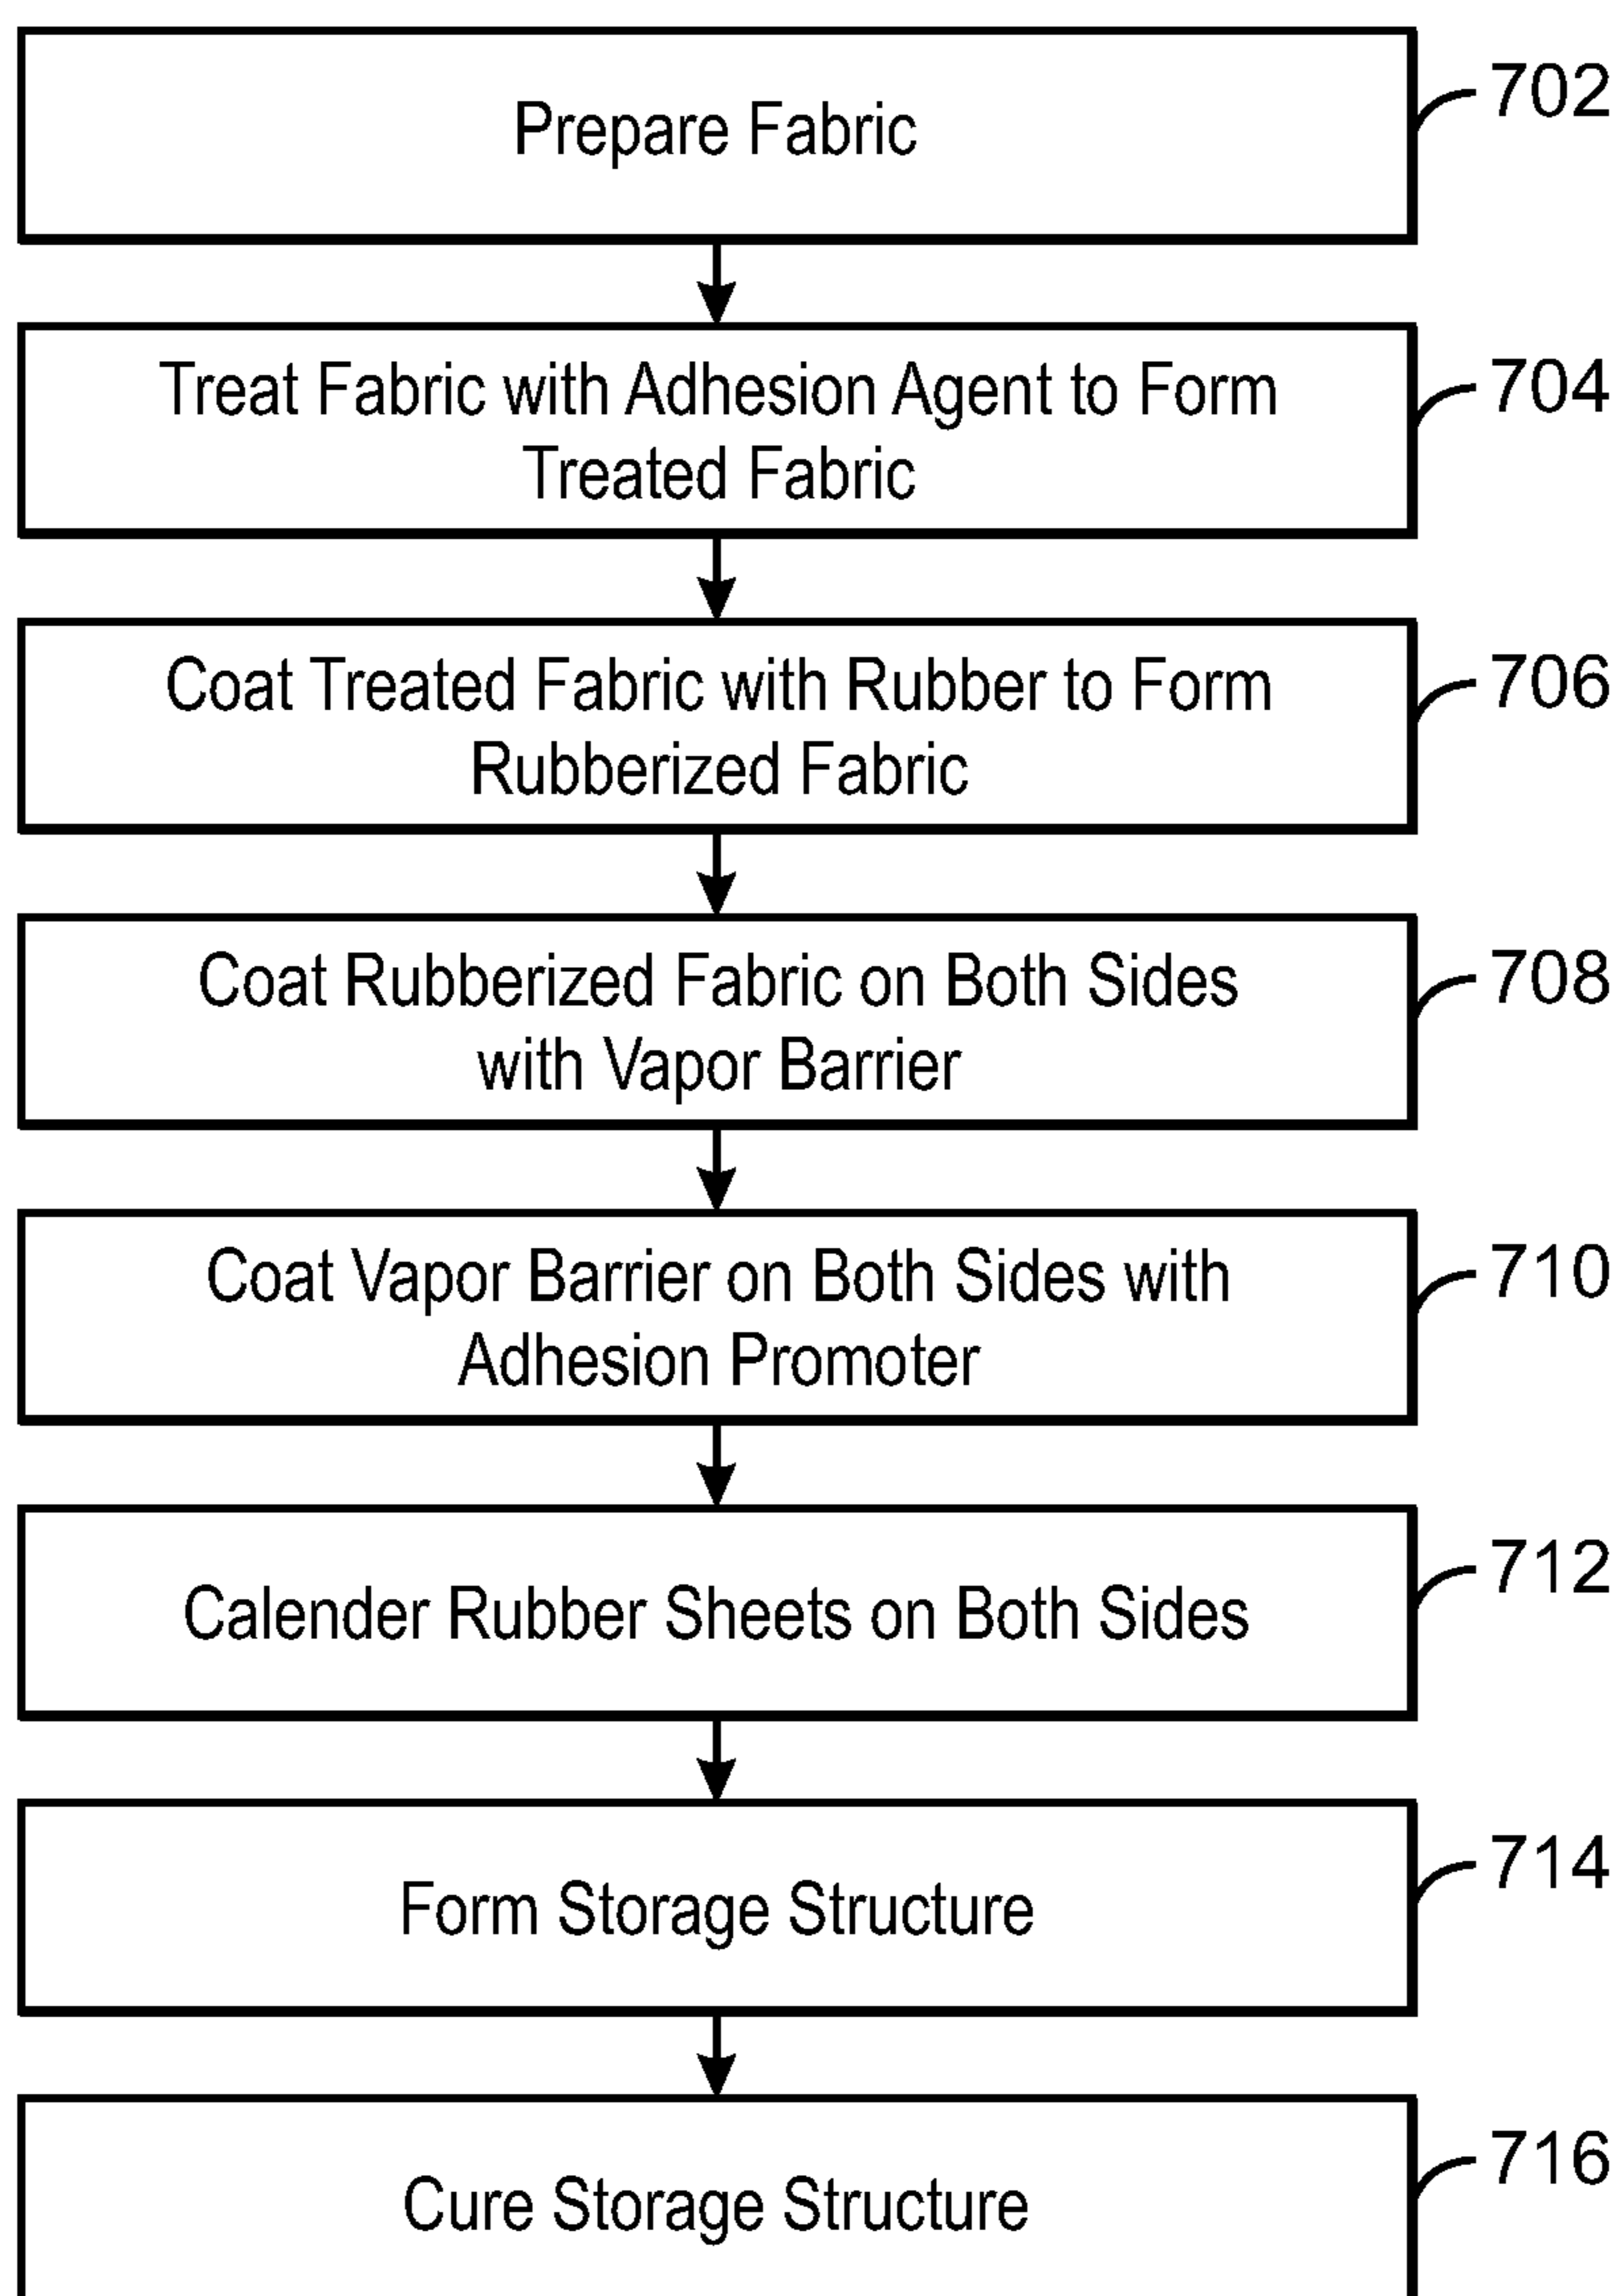 Prepare Fabric
702
Treat Fabric with Adhesion Agent to Form
Treated Fabric
704
Coat Treated Fabric with Rubber to Form
Rubberized Fabric
706
Coat Rubberized Fabric on Both Sides
with Vapor Barrier
708
Coat Vapor Barrier on Both Sides with
Adhesion Promoter
710
Calender Rubber Sheets on Both Sides
712
Form Storage Structure
714
Cure Storage Structure
716